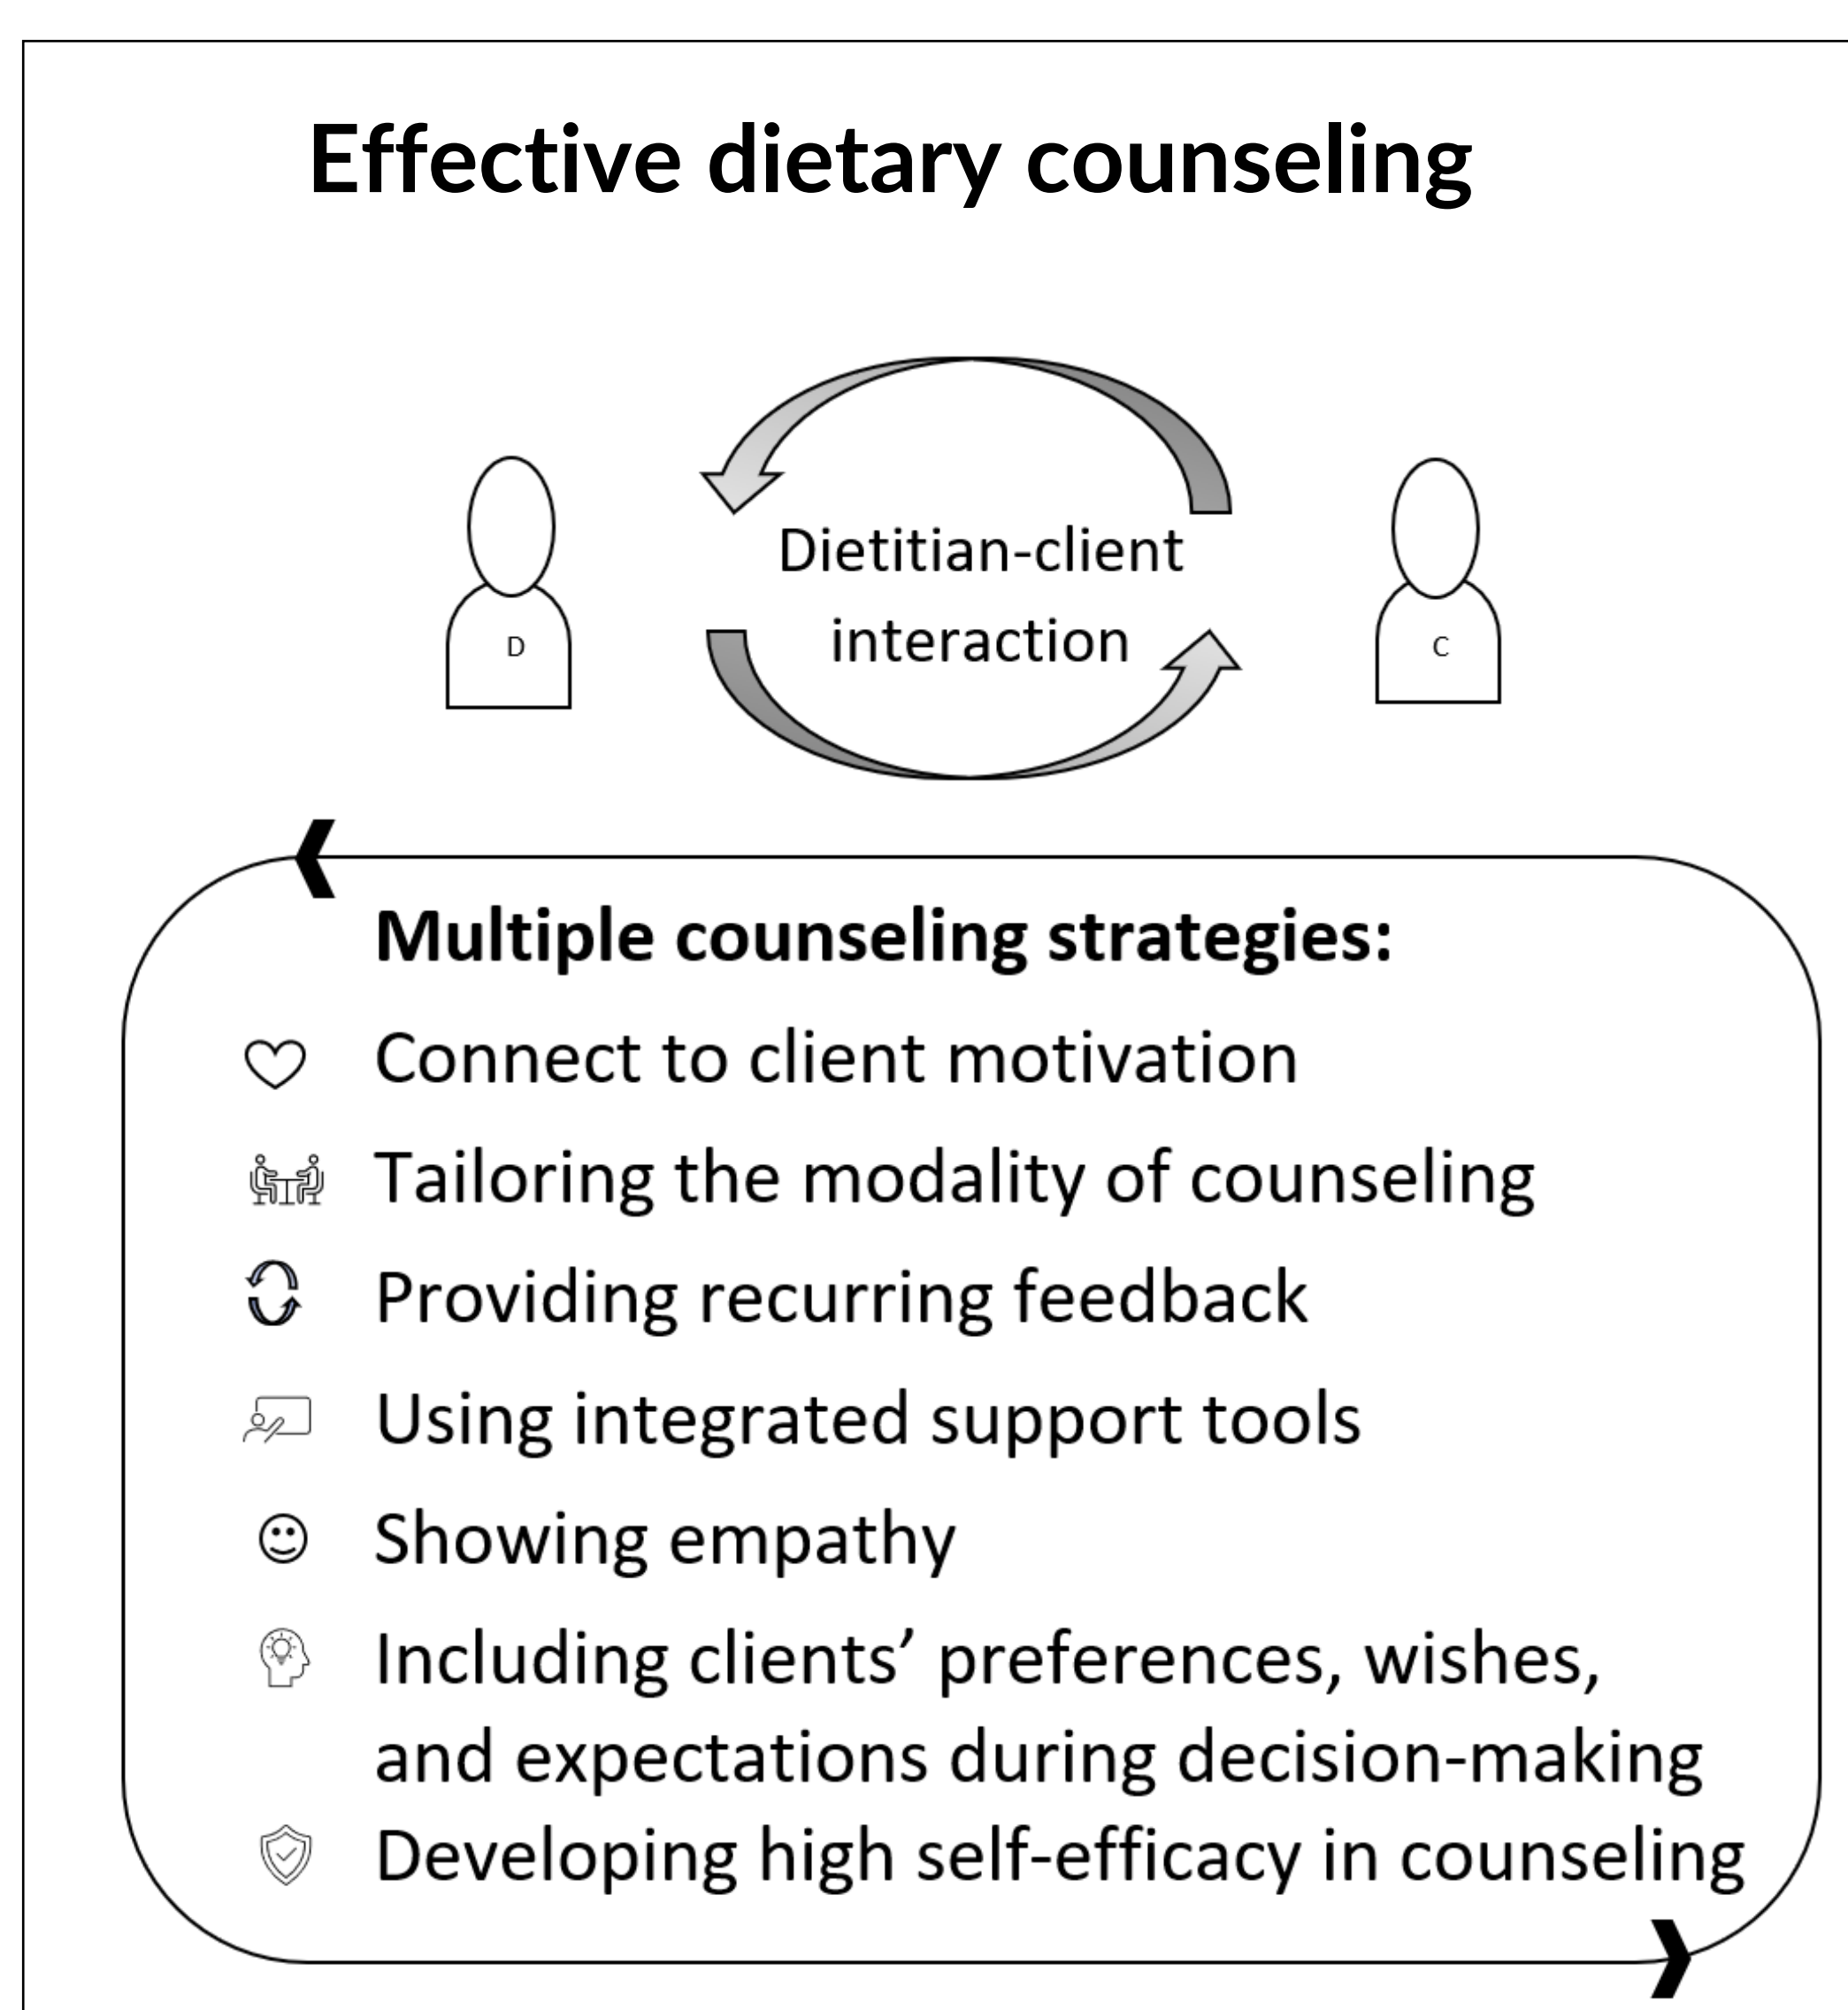 Effective dietary counseling
Dietitian-client
interaction
D
C
Multiple counseling strategies:
Connect to client motivation
Tailoring the modality of counseling
Providing recurring feedback
Using integrated support tools
Showing empathy
Including clients’ preferences, wishes,
and expectations during decision-making
Developing high self-efficacy in counseling